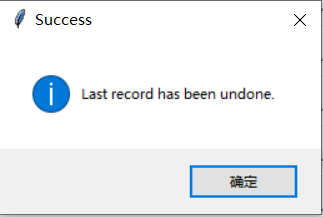 Success
Last record has been undone.
确定